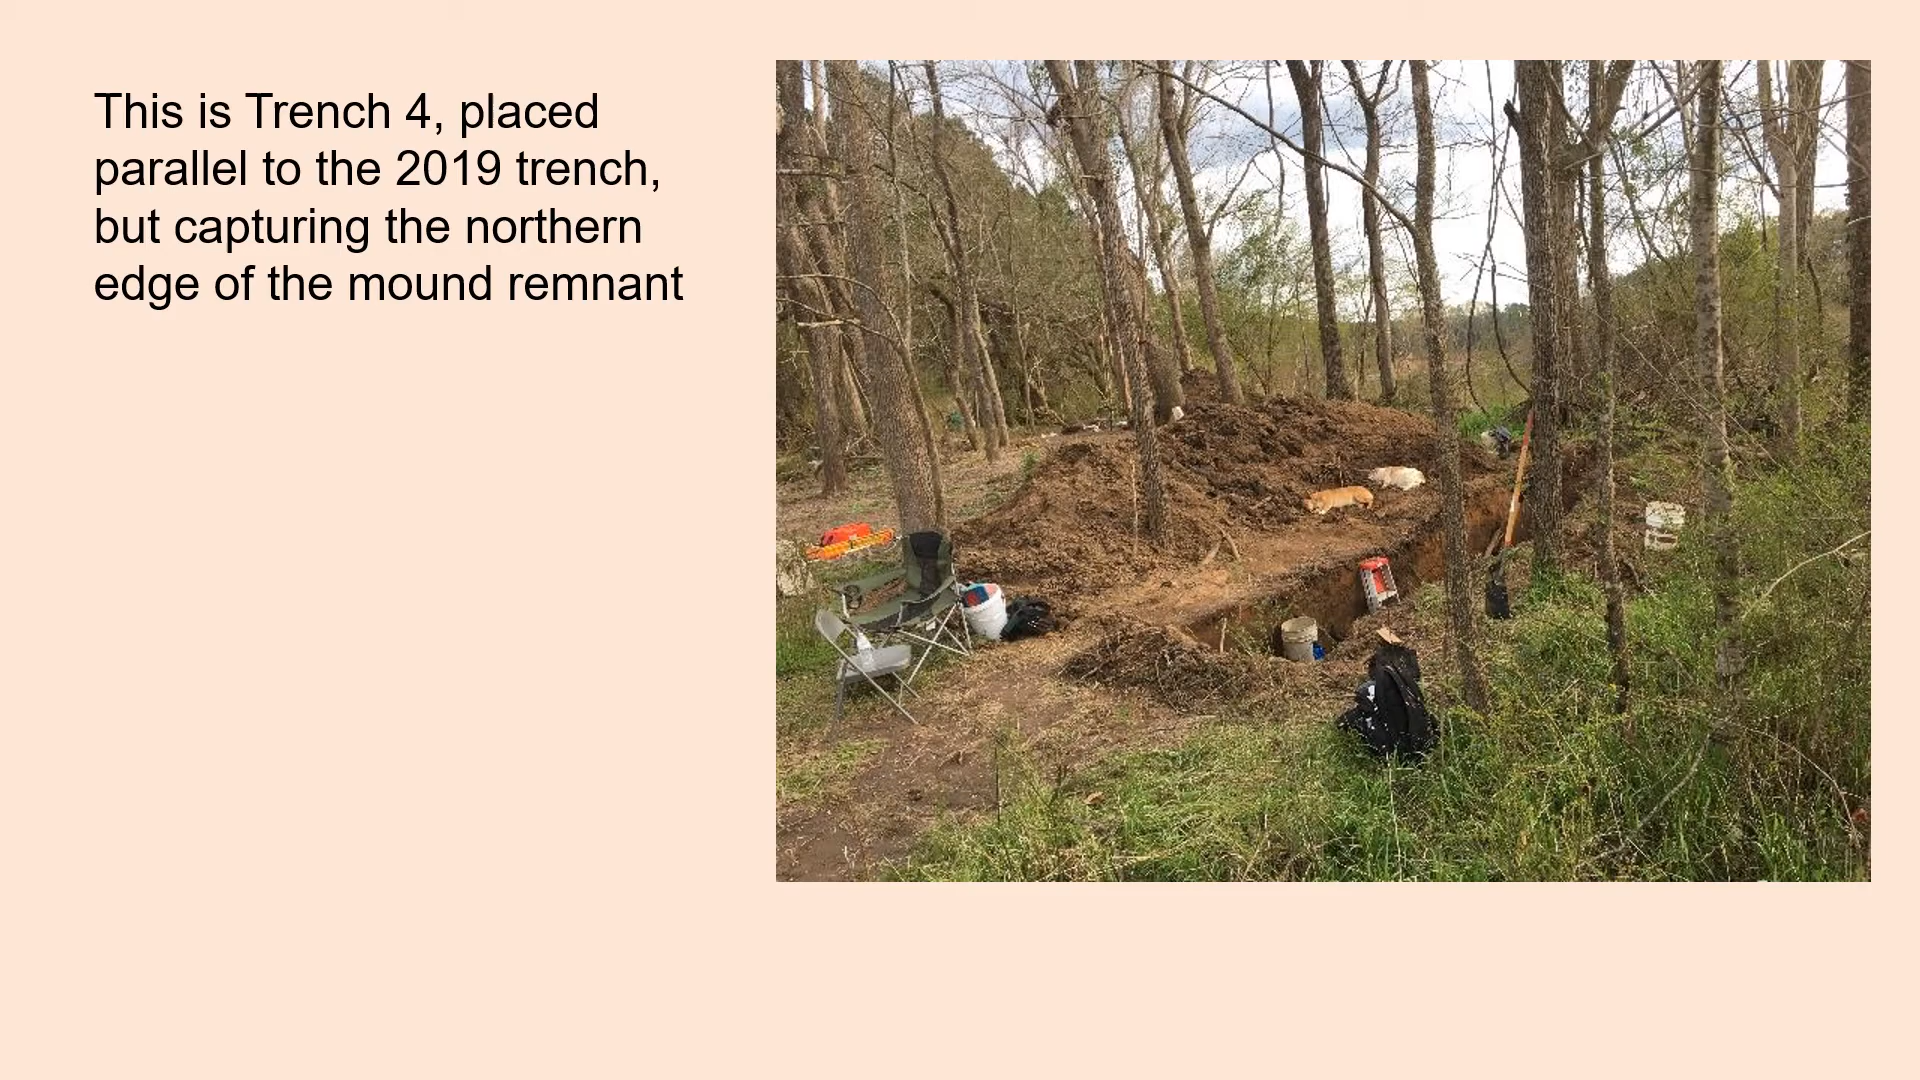 This is Trench 4, placed
parallel to the 2019 trench,
but capturing the northern
edge of the mound remnant